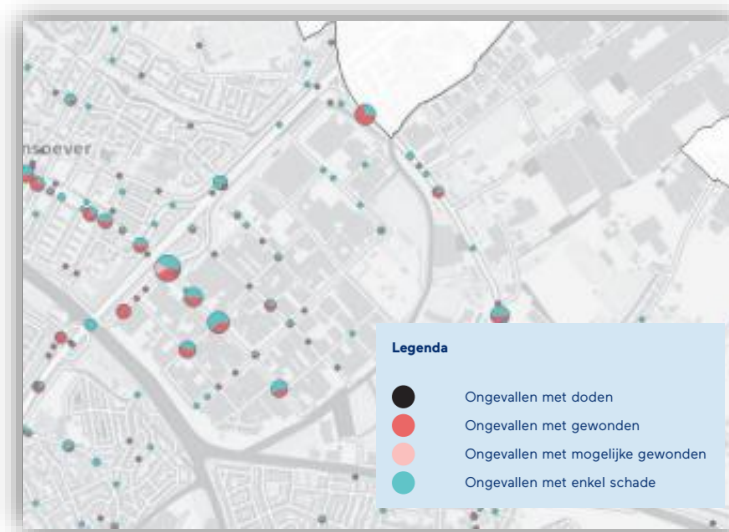 nsoever
Legenda
Ongevallen met doden
Ongevallen met gewonden
Ongevallen met mogelijke gewonden
Ongevallen met enkel schade